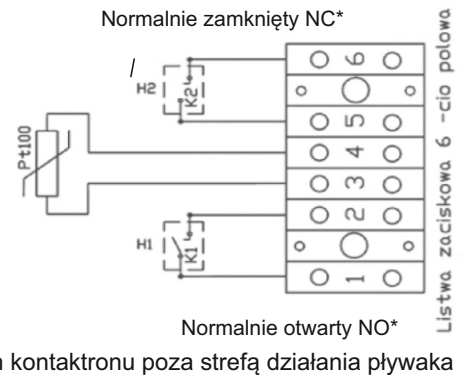 Normalnie zamknięty NC*
/
H2
K2
6
5
Pt100
4
3
2
H1
K1
1
Listwa zaciskowa 6 -cio polowa
Normalnie otwarty NO*
kontaktronu poza strefą działania pływaka